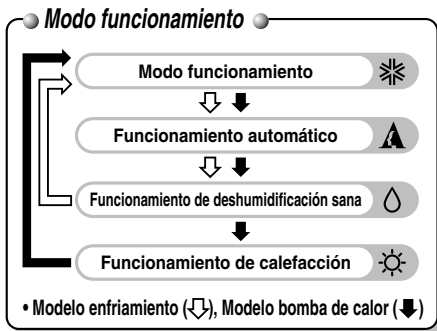 Modo funcionamiento
Modo funcionamiento
Funcionamiento automático
Funcionamiento de deshumidificación sana
Funcionamiento de calefacción
• Modelo enfriamiento (⇩), Modelo bomba de calor (⬇)